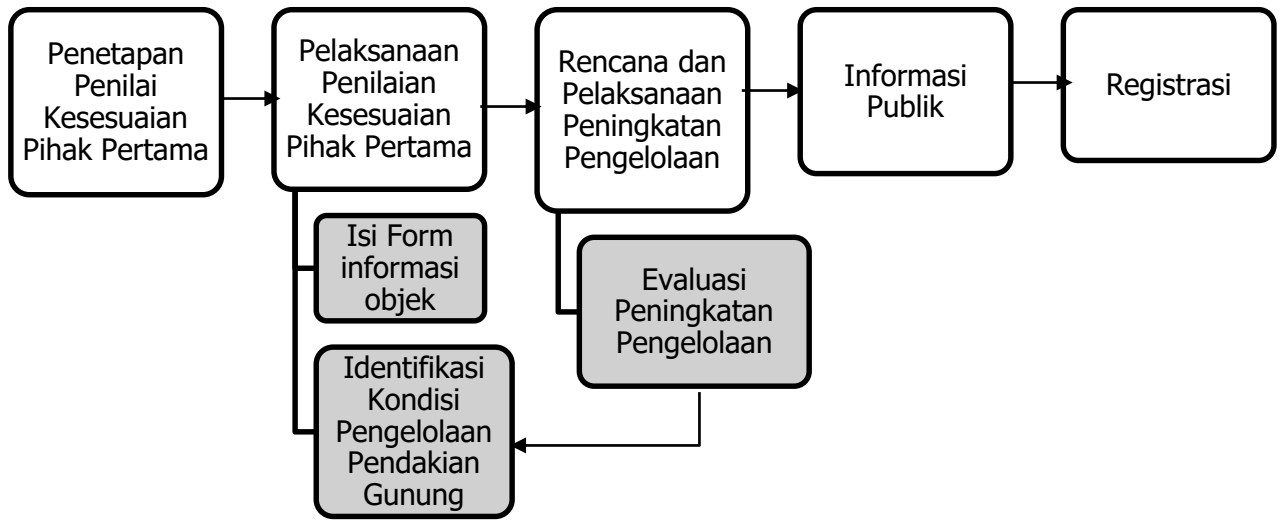 Penetapan
Penilai
Kesesuaian
Pihak Pertama
Pelaksanaan
Penilaian
Kesesuaian
Pihak Pertama
Rencana dan
Pelaksanaan
Peningkatan
Pengelolaan
Informasi
Publik
Registrasi
Isi Form
informasi
objek
Evaluasi
Peningkatan
Pengelolaan
Identifikasi
Kondisi
Pengelolaan
Pendakian
Gunung